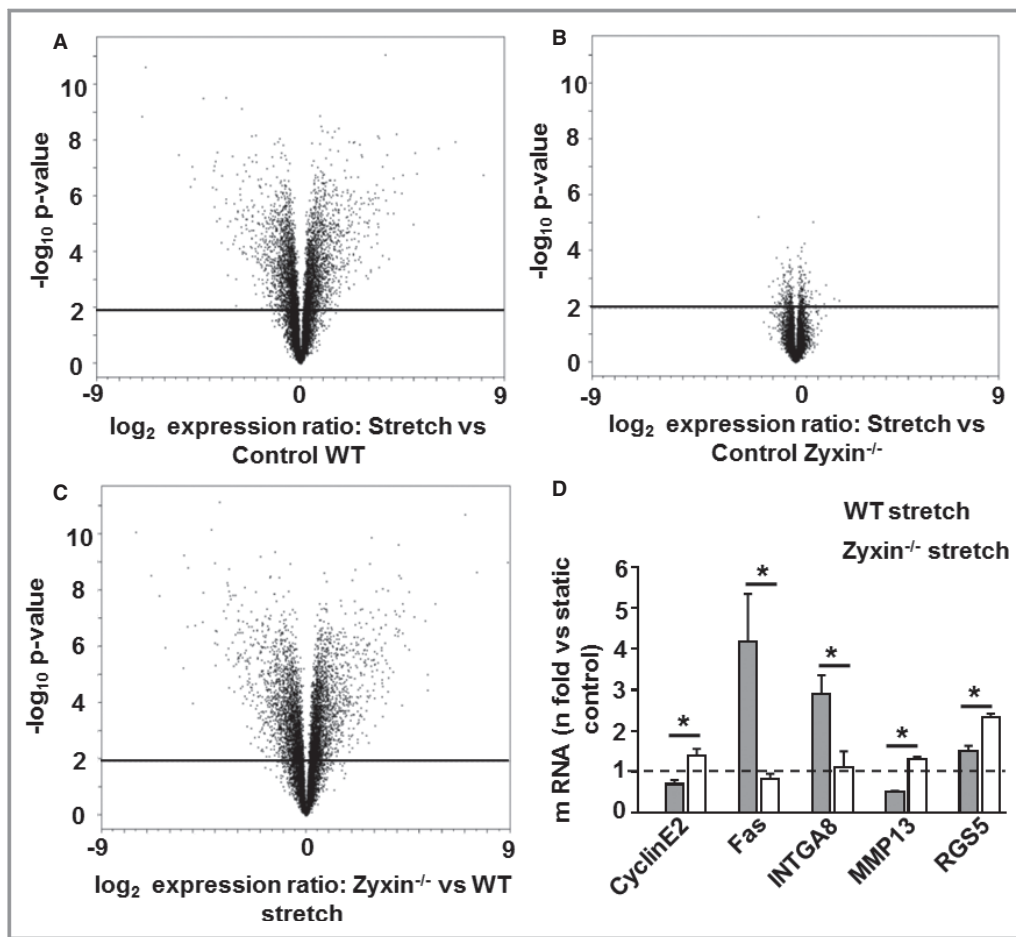 A
-log₁₀ p-value
10
8
6
4
2
0
-9
0
9
log₂ expression ratio: Stretch vs
Control WT
B
-log₁₀ p-value
10
8
6
4
2
0
-9
0
9
log₂ expression ratio: Stretch vs
Control Zyxin⁻/⁻
C
-log₁₀ p-value
10
8
6
4
2
0
-9
0
9
log₂ expression ratio: Zyxin⁻/⁻ vs WT
stretch
D
WT stretch
Zyxin⁻/⁻ stretch
m RNA (n fold vs static
control)
6
5
4
3
2
1
0
*
*
*
*
*
CyclinE2
Fas
INTGA8
MMP13
RGS5